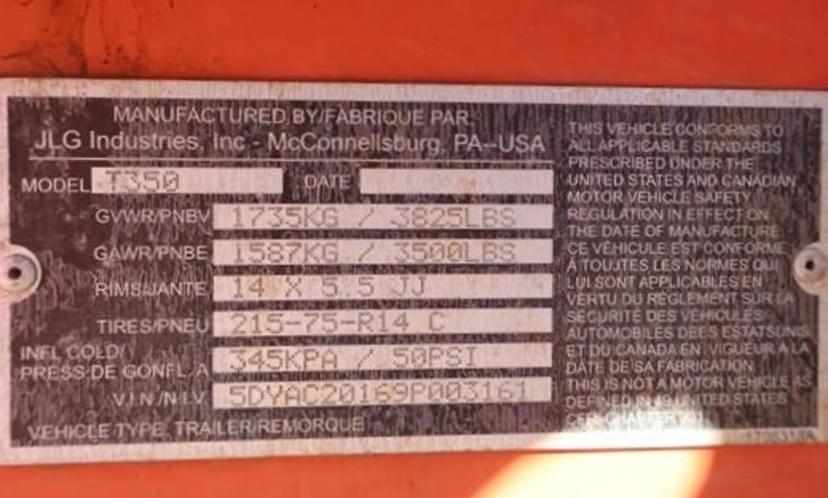 MANUFACTURED BY/FABRIQUE PAR
JLG Industries, Inc - McConnellsburg, PA--USA
MODEL T350 DATE
GVWR/PNBV 1735KG / 3825LBS
GAWR/PNBE 1587KG / 3500LBS
RIMS/JANTE 14 X 5.5 JJ
TIRES/PNEU 215-75-R14 C
INFL COLD/
PRESS DE GONFL A 345KPA / 50PSI
V.I.N./N.I.V. 5DYAC20169P003161
VEHICLE TYPE, TRAILER/REMORQUE
THIS VEHICLE CONFORMS TO
ALL APPLICABLE STANDARDS
PRESCRIBED UNDER THE
UNITED STATES AND CANADIAN
MOTOR VEHICLE SAFETY
REGULATION IN EFFECT ON
THE DATE OF MANUFACTURE
CE VÉHICULE EST CONFORME
À TOUJTES LES NORMES QUI
LUI SONT APPLICABLES EN
VERTU DU RÈGLEMENT SUR LA
SÉCURITÉ DES VÉHICULES
AUTOMOBILES DEES ESTATSUNIS
ET DU CANADA EN VIGUEUR À LA
DATE DE SA FABRICATION
THIS IS NOT A MOTOR VEHICLE AS
DEFINED IN 49 UNITED STATES